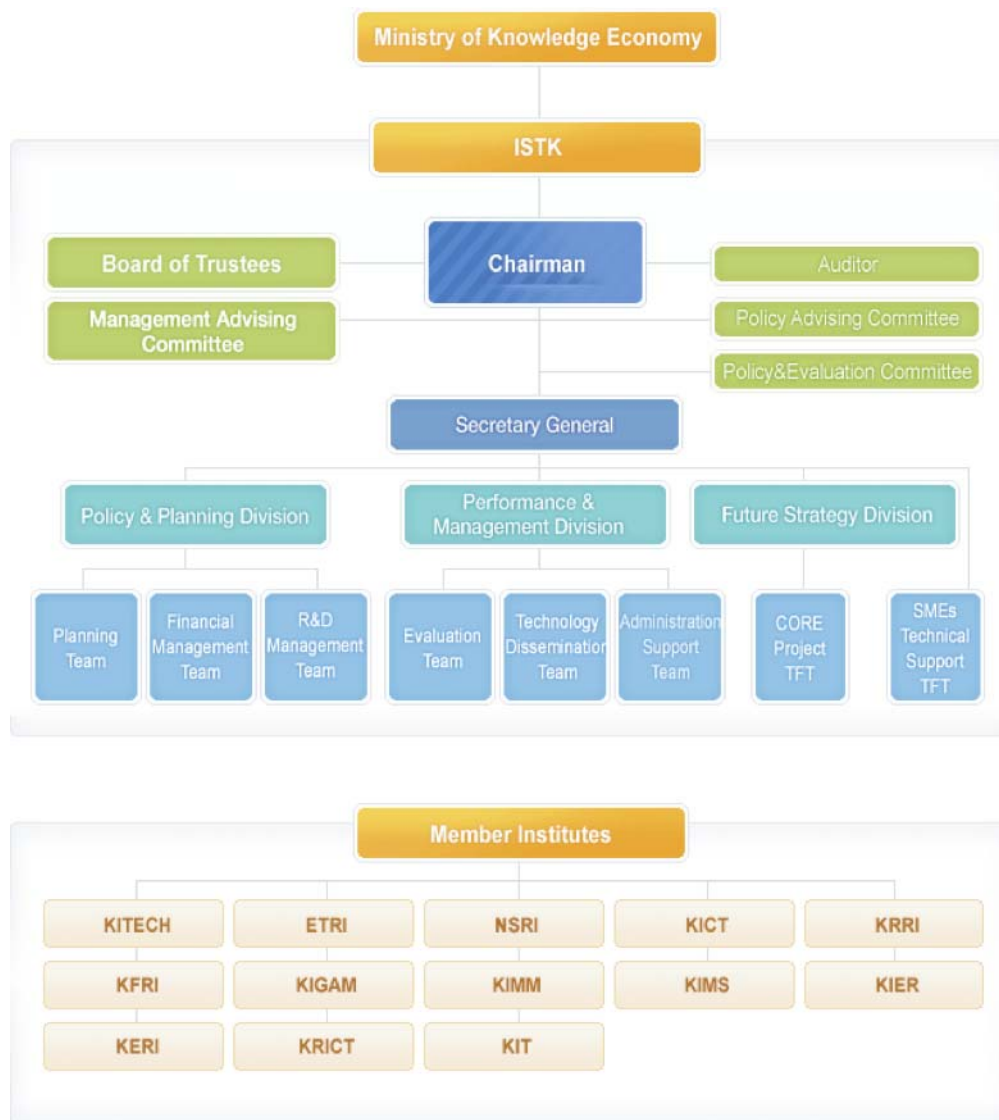 Ministry of Knowledge Economy
ISTK
Chairman
Board of Trustees
Management Advising
Committee
Auditor
Policy Advising Committee
Policy&Evaluation Committee
Secretary General
Policy & Planning Division
Performance &
Management Division
Future Strategy Division
Planning
Team
Financial
Management
Team
R&D
Management
Team
Evaluation
Team
Technology
Dissemination
Team
Administration
Support
Team
CORE
Project
TFT
SMEs
Technical
Support
TFT
Member Institutes
KITECH
ETRI
NSRI
KICT
KRRI
KFRI
KIGAM
KIMM
KIMS
KIER
KERI
KRICT
KIT